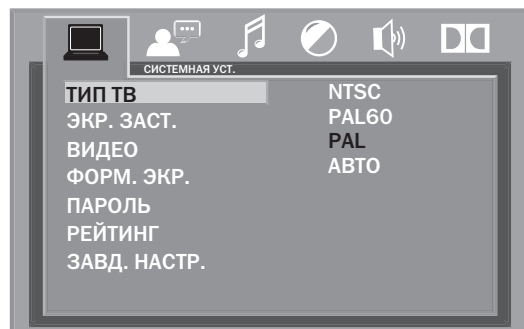 СИСТЕМНАЯ УСТ.
ТИП ТВ
ЭКР. ЗАСТ.
ВИДЕО
ФОРМ. ЭКР.
ПАРОЛЬ
РЕЙТИНГ
ЗАВД. НАСТР.
NTSC
PAL60
PAL
АВТО